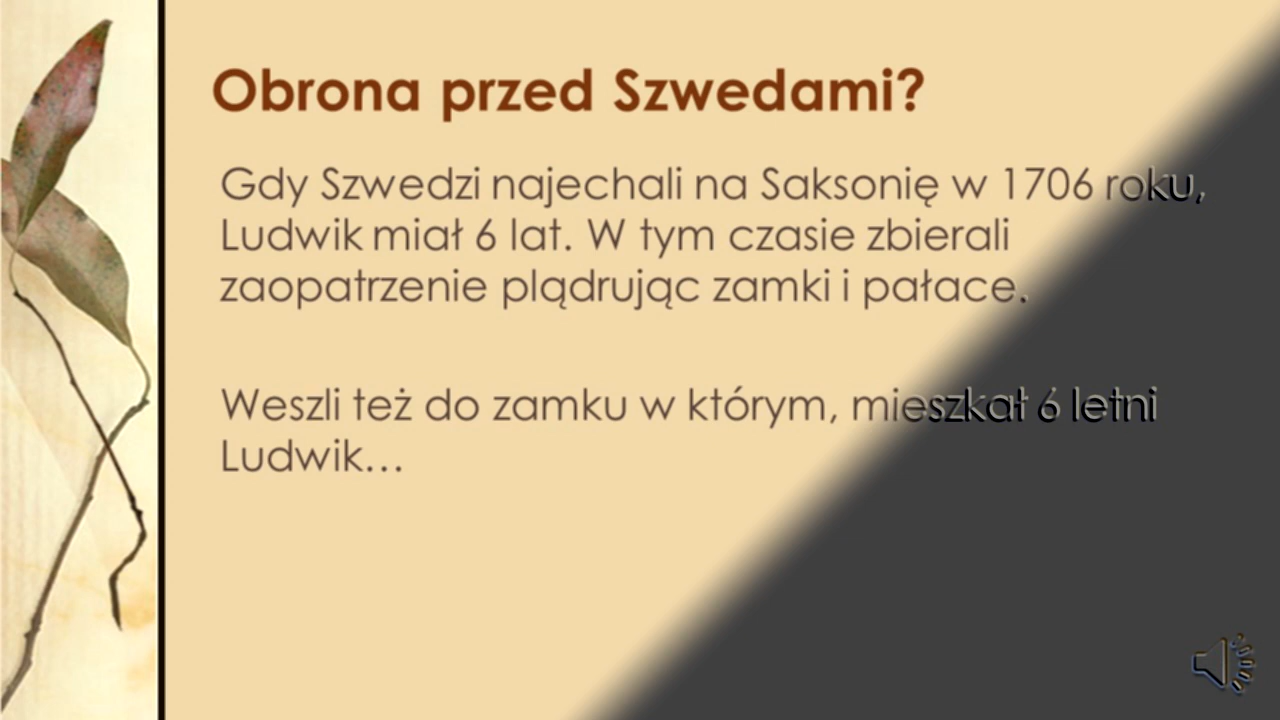 Obrona przed Szwedami?
Gdy Szwedzi najechali na Saksonię w 1706 roku,
Ludwik miał 6 lat. W tym czasie zbierali
zaopatrzenie plądrując zamki i pałace.
Weszli też do zamku w którym, mieszkał 6 letni
Ludwik…